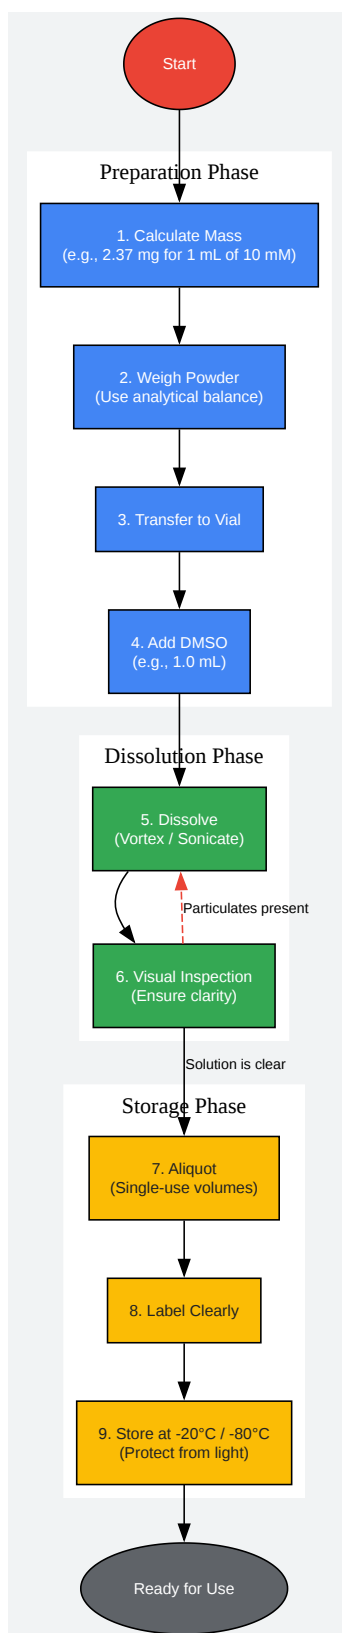 Start
Preparation Phase
1. Calculate Mass
(e.g., 2.37 mg for 1 mL of 10 mM)
2. Weigh Powder
(Use analytical balance)
3. Transfer to Vial
4. Add DMSO
(e.g., 1.0 mL)
Dissolution Phase
5. Dissolve
(Vortex / Sonicate)
Particulates present
6. Visual Inspection
(Ensure clarity)
Solution is clear
Storage Phase
7. Aliquot
(Single-use volumes)
8. Label Clearly
9. Store at -20°C / -80°C
(Protect from light)
Ready for Use